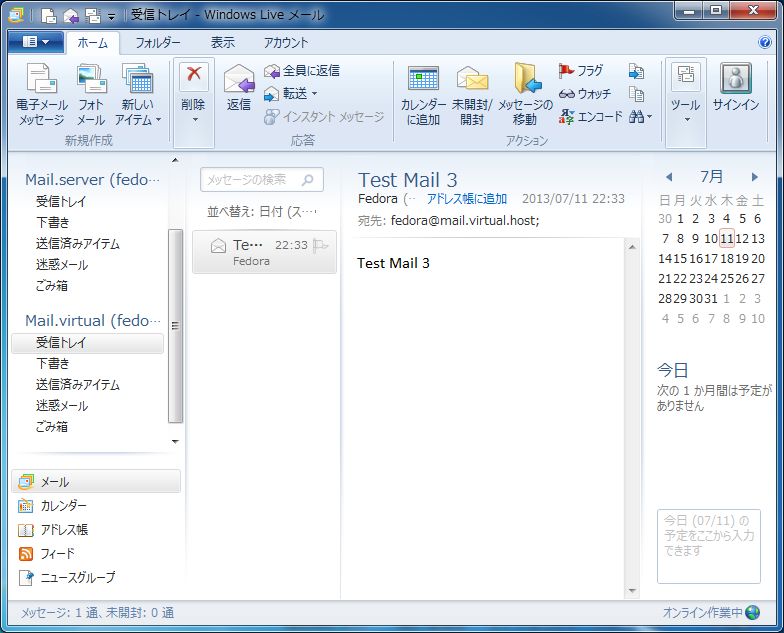 受信トレイ - Windows Live メール
ホーム フォルダー 表示 アカウント
電子メール メッセージ
フォト メール
新しい アイテム
新規作成
削除
返信
全員に返信
転送
インスタント メッセージ
応答
カレンダー に追加
未開封/ 開封
メッセージの 移動
フラグ
ウォッチ
エンコード
アクション
ツール
サインイン
Mail.server (fedo…
受信トレイ
下書き
送信済みアイテム
迷惑メール
ごみ箱
Mail.virtual (fedo…
受信トレイ
下書き
送信済みアイテム
迷惑メール
ごみ箱
メール
カレンダー
アドレス帳
フィード
ニュースグループ
メッセージの検索
並べ替え: 日付 (ス…
Te… 22:33
Fedora
Test Mail 3
Fedora (… アドレス帳に追加 2013/07/11 22:33
宛先: fedora@mail.virtual.host;
Test Mail 3
7月
日 月 火 水 木 金 土
30 1 2 3 4 5 6
7 8 9 10 11 12 13
14 15 16 17 18 19 20
21 22 23 24 25 26 27
28 29 30 31 1 2 3
4 5 6 7 8 9 10
今日
次の 1 か月間は予定が
ありません
今日 (07/11) の
予定をここから入力
できます
メッセージ: 1 通、未開封: 0 通
オンライン作業中